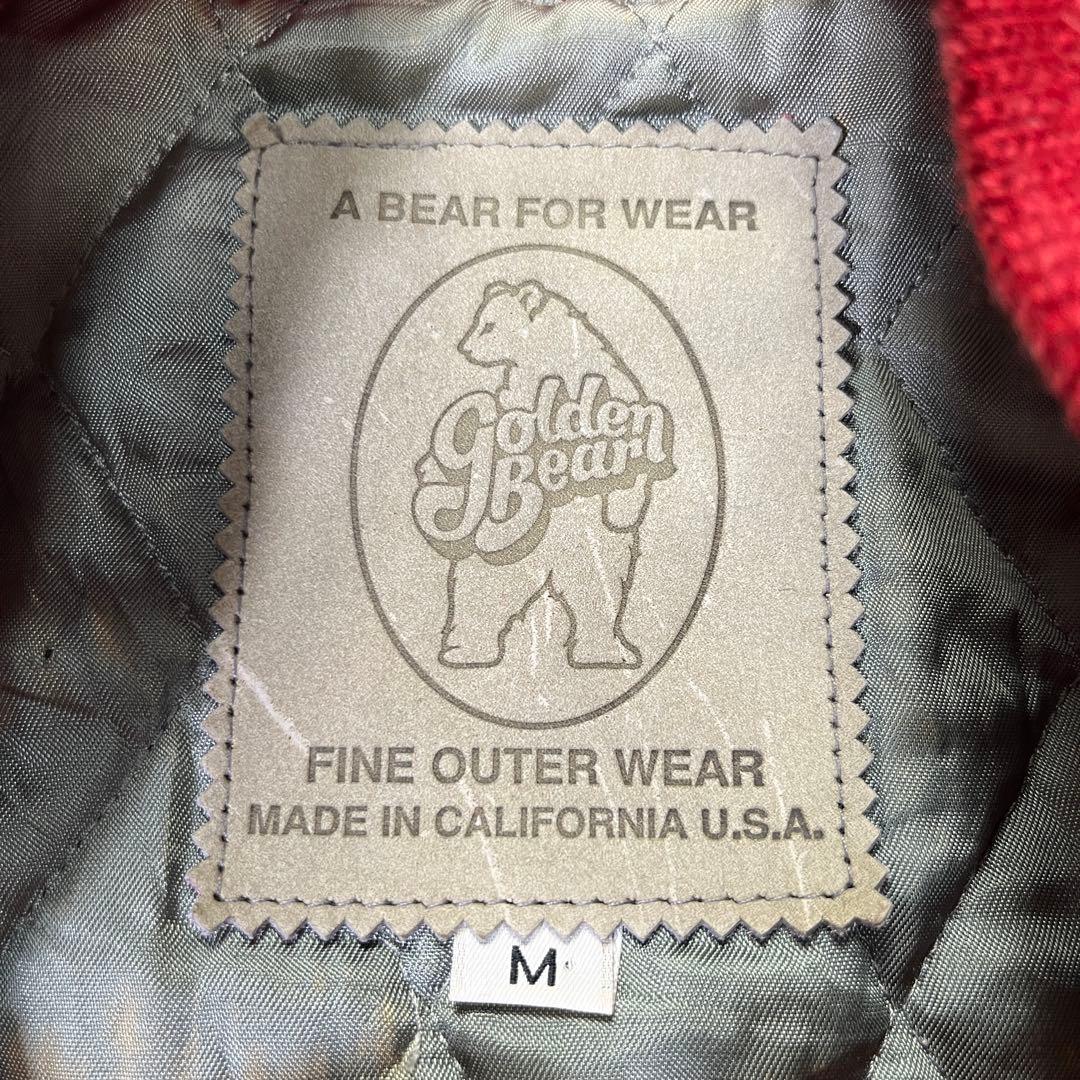 A BEAR FOR WEAR
Golden
Bear
FINE OUTER WEAR
MADE IN CALIFORNIA U.S.A.
M